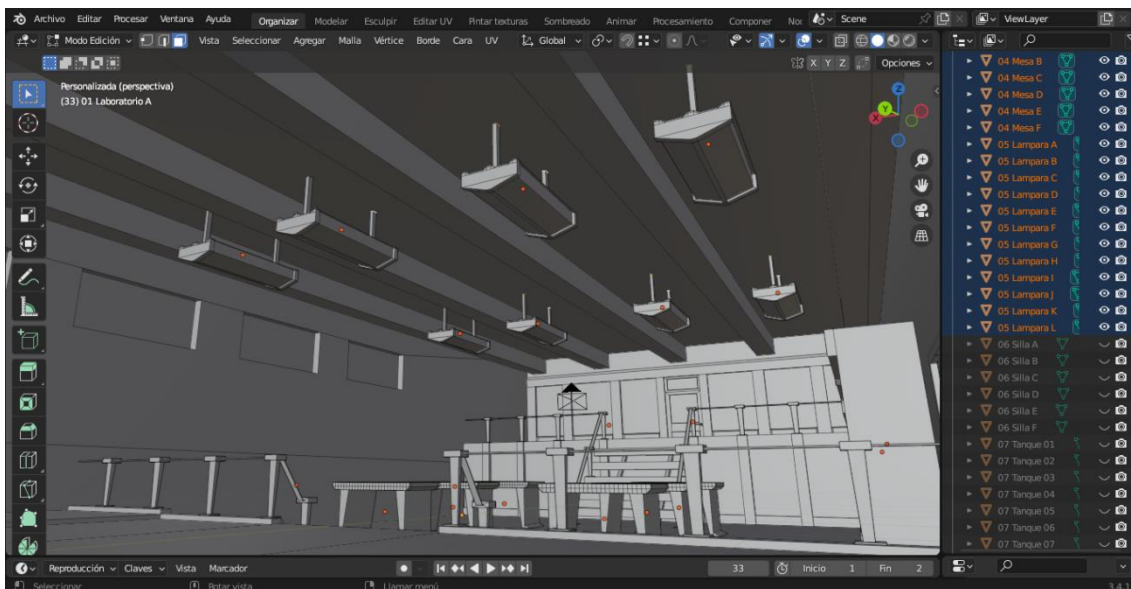 Archivo Editar Procesar Ventana Ayuda Organizar Modelar Esculpir Editar UV Pintar texturas Sombreado Animar Procesamiento Componer Scene ViewLayer
Modo Edición Vista Seleccionar Agregar Malla Vértice Borde Cara UV Global
X Y Z Opciones
Personalizada (perspectiva)
(33) 01 Laboratorio A
Z
Y
X
04 Mesa B
04 Mesa C
04 Mesa D
04 Mesa E
04 Mesa F
05 Lampara A
05 Lampara B
05 Lampara C
05 Lampara D
05 Lampara E
05 Lampara F
05 Lampara G
05 Lampara H
05 Lampara I
05 Lampara J
05 Lampara K
05 Lampara L
06 Silla A
06 Silla B
06 Silla C
06 Silla D
06 Silla E
06 Silla F
07 Tanque 01
07 Tanque 02
07 Tanque 03
07 Tanque 04
07 Tanque 05
07 Tanque 06
07 Tanque 07
Reproducción Claves Vista Marcador 33 Inicio 1 Fin 2
Seleccionar Rotar vista Llamar menú 3.4.1